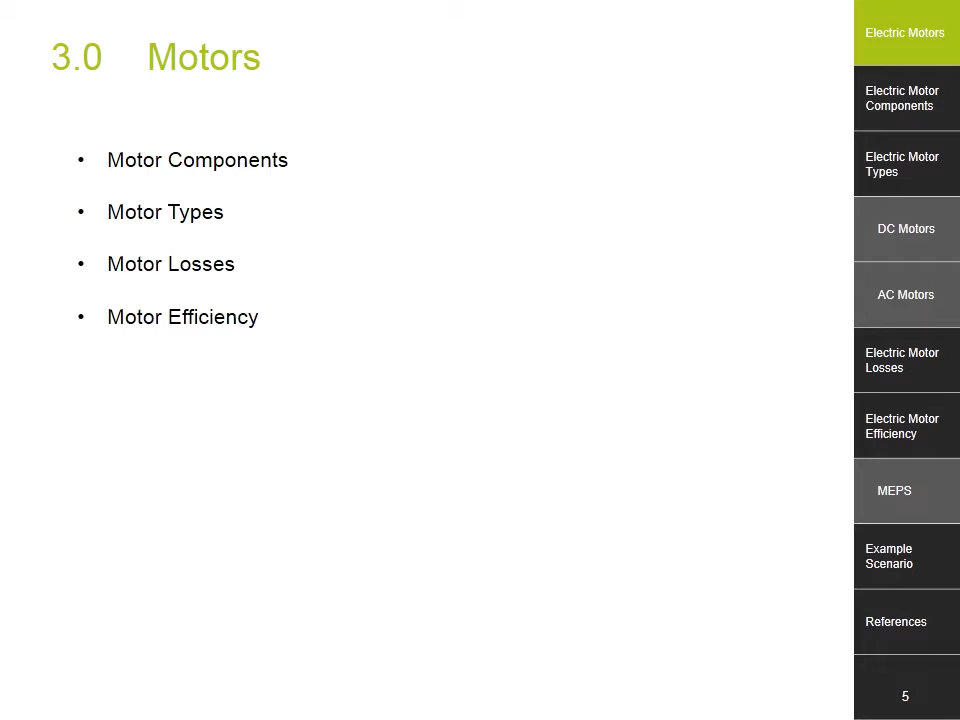 3.0 Motors
• Motor Components
• Motor Types
• Motor Losses
• Motor Efficiency
Electric Motors
Electric Motor
Components
Electric Motor
Types
DC Motors
AC Motors
Electric Motor
Losses
Electric Motor
Efficiency
MEPS
Example
Scenario
References
5